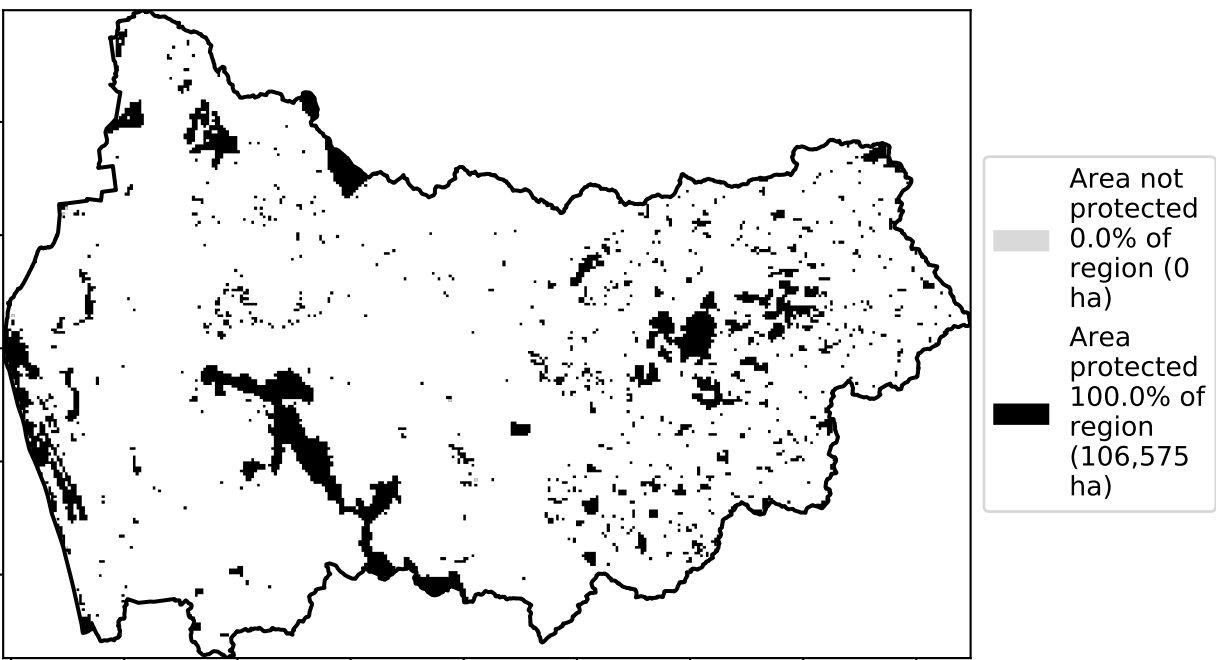 Area not
protected
0.0% of
region (0
ha)
Area
protected
100.0% of
region
(106,575
ha)